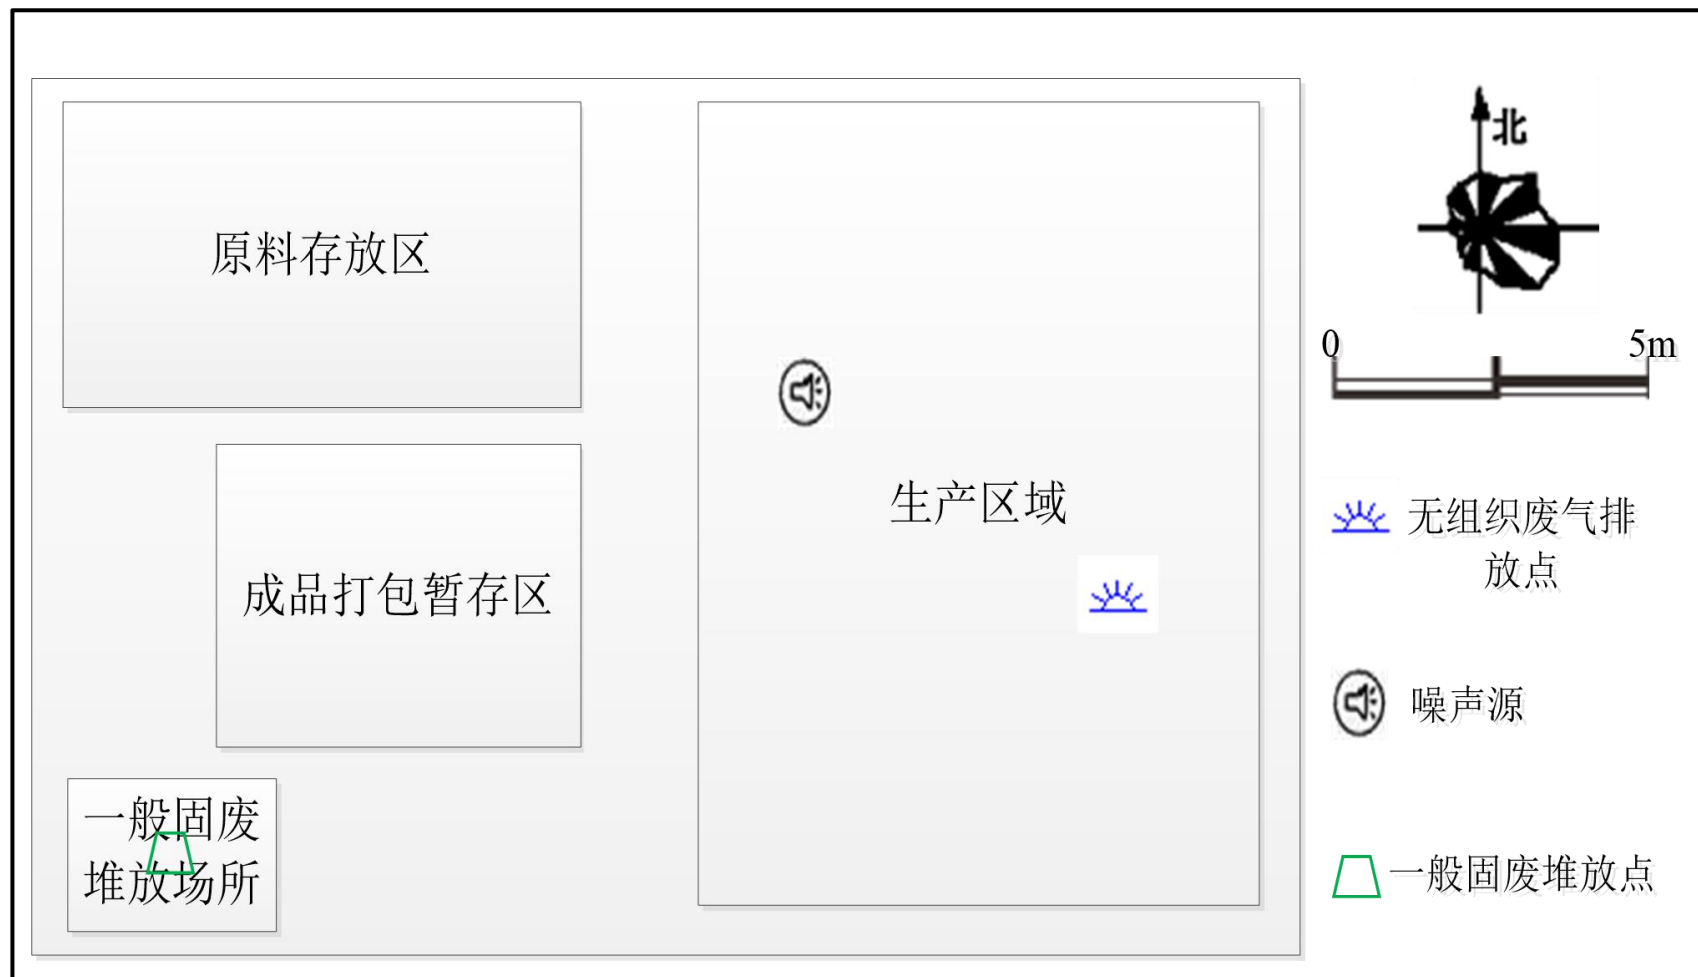 原料存放区
成品打包暂存区
一般固废
堆放场所
生产区域
北
0 5m
无组织废气排
放点
噪声源
一般固废堆放点